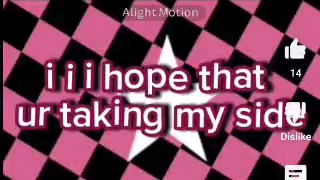 Alight Motion
i i i hope that
ur taking my side
14
Dislike